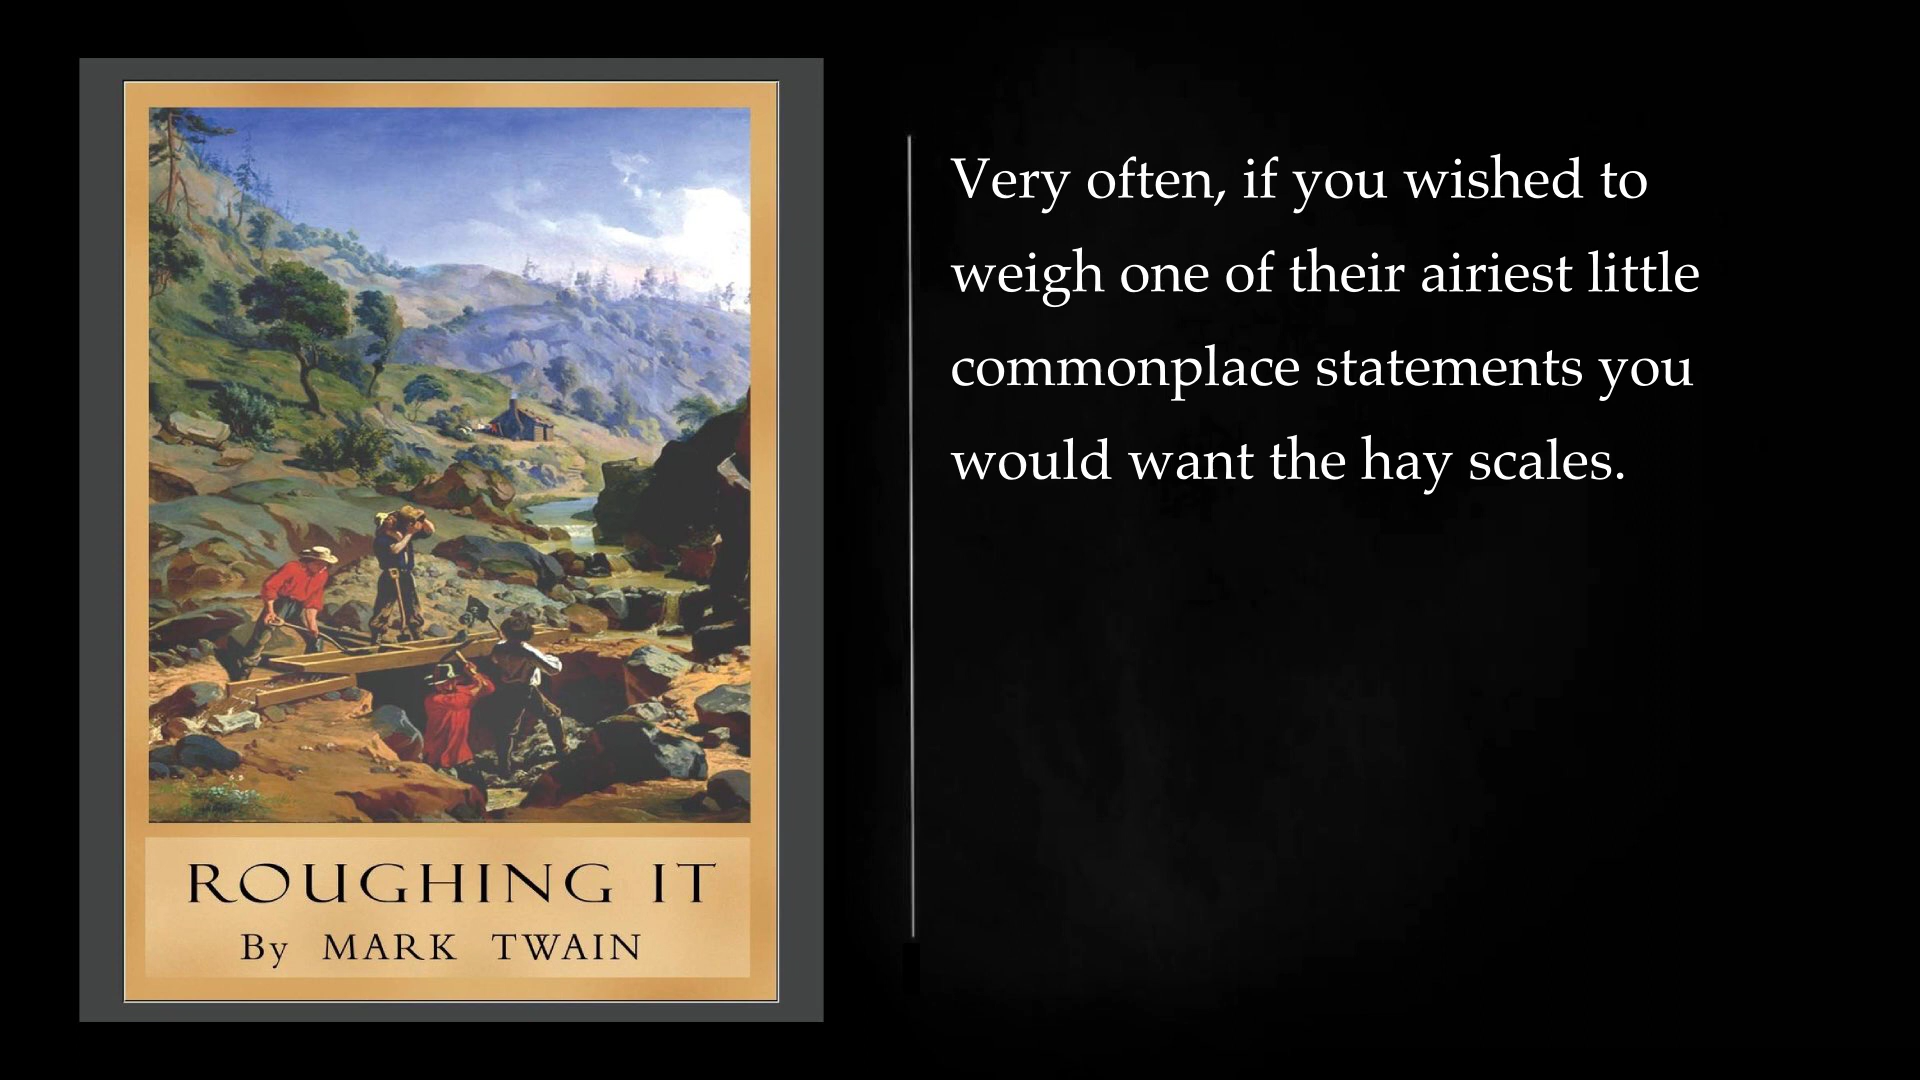 ROUGHING IT
By MARK TWAIN
Very often, if you wished to
weigh one of their airiest little
commonplace statements you
would want the hay scales.